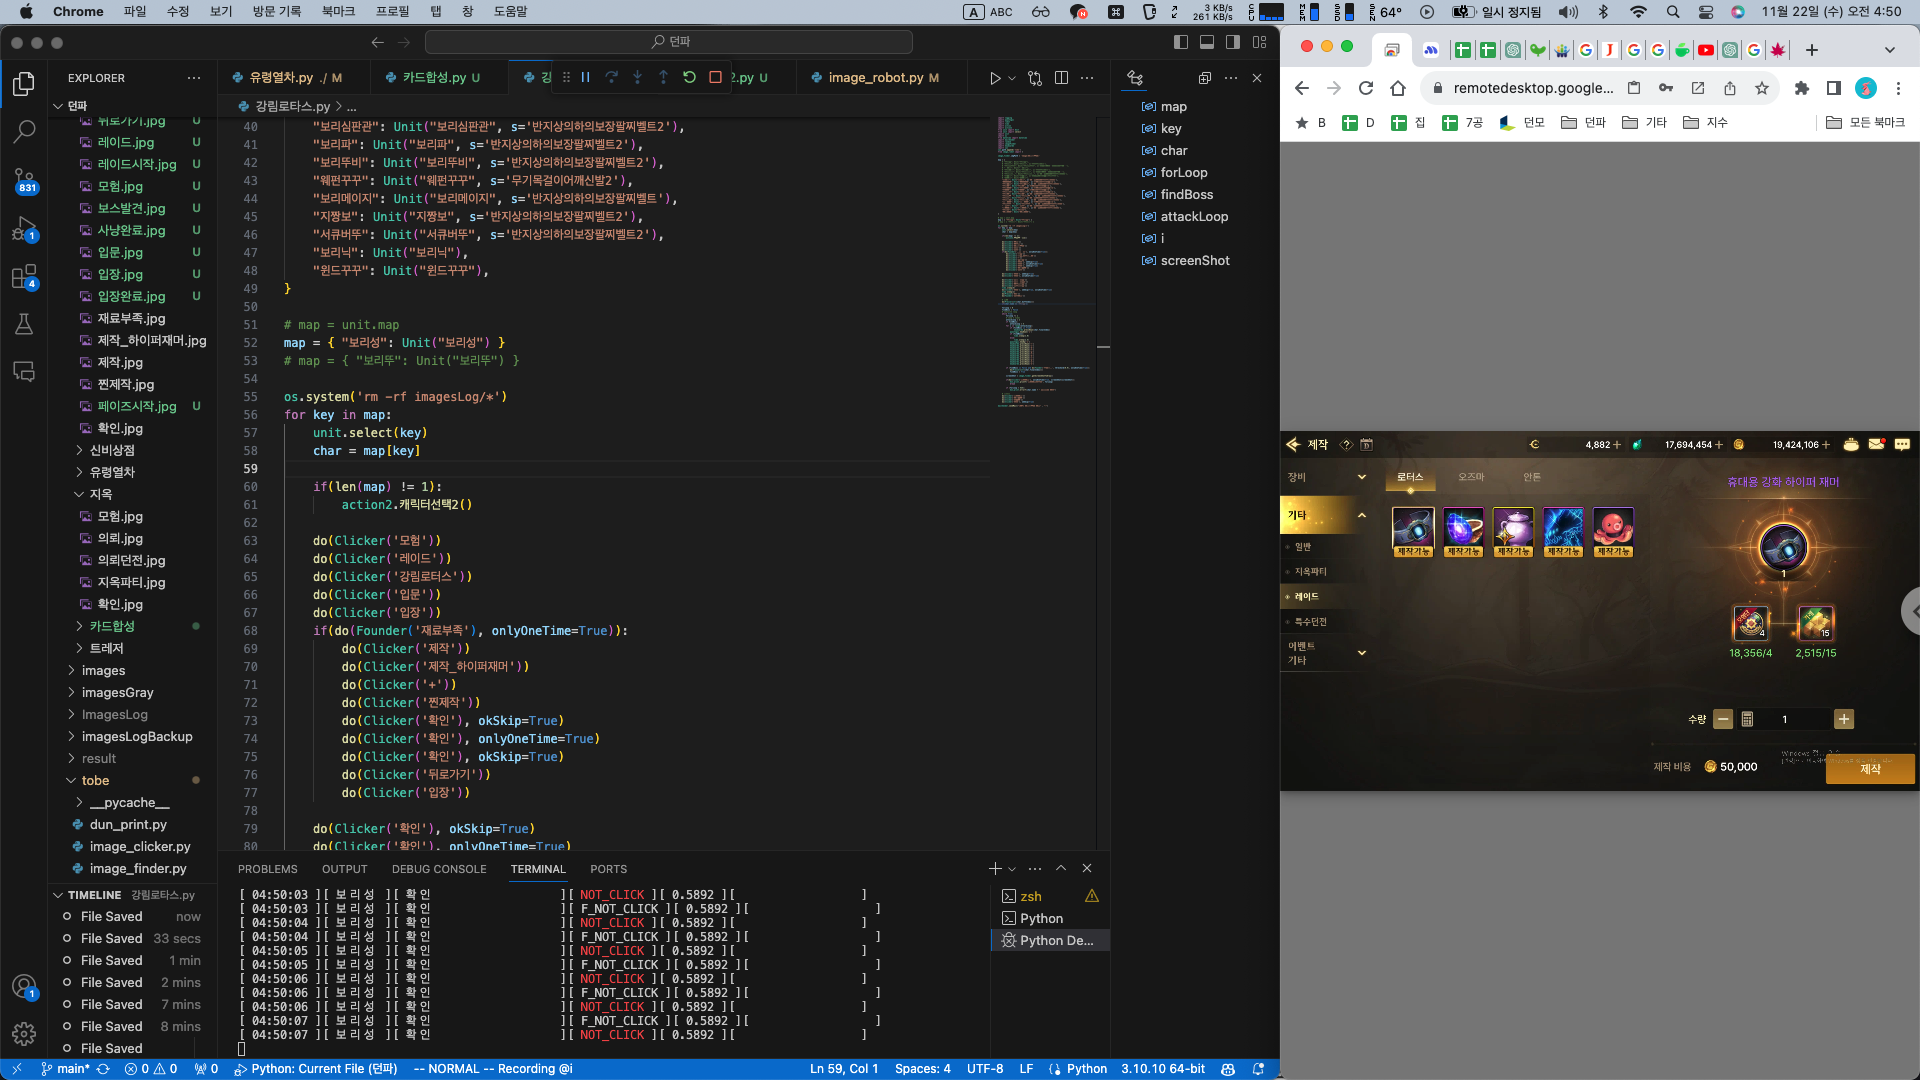 Chrome 파일 수정 보기 방문 기록 북마크 프로필 탭 창 도움말
A ABC 3 KB/s 261 KB/s 64° 일시 정지됨 11월 22일 (수) 오전 4:50
던파
EXPLORER
유령열차.py ./ M
카드합성.py U
2.py U
image_robot.py M
던파
강림로타스.py > ...
뒤로가기.jpg U
레이드.jpg U
레이드시작.jpg U
모험.jpg U
보스발견.jpg U
사냥완료.jpg U
입문.jpg U
입장.jpg U
입장완료.jpg U
재료부족.jpg
제작_하이퍼재머.jpg
제작.jpg
찐제작.jpg
페이즈시작.jpg U
확인.jpg
신비상점
유령열차
지옥
모험.jpg
의뢰.jpg
의뢰던전.jpg
지옥파티.jpg
확인.jpg
카드합성
트레저
images
imagesGray
ImagesLog
imagesLogBackup
result
tobe
__pycache__
dun_print.py
image_clicker.py
image_finder.py
TIMELINE 강림로타스.py
File Saved now
File Saved 33 secs
File Saved 1 min
File Saved 2 mins
File Saved 7 mins
File Saved 8 mins
File Saved
831
1
4
1
40 "보리심판관": Unit("보리심판관", s='반지상의하의보장팔찌벨트2'),
41 "보리파": Unit("보리파", s='반지상의하의보장팔찌벨트2'),
42 "보리뚜비": Unit("보리뚜비", s='반지상의하의보장팔찌벨트2'),
43 "웨펀꾸꾸": Unit("웨펀꾸꾸", s='무기목걸이어깨신발2'),
44 "보리메이지": Unit("보리메이지", s='반지상의하의보장팔찌벨트'),
45 "지짱보": Unit("지짱보", s='반지상의하의보장팔찌벨트2'),
46 "서큐버뚜": Unit("서큐버뚜", s='반지상의하의보장팔찌벨트2'),
47 "보리닉": Unit("보리닉"),
48 "윈드꾸꾸": Unit("윈드꾸꾸"),
49 }
50
51 # map = unit.map
52 map = { "보리성": Unit("보리성") }
53 # map = { "보리뚜": Unit("보리뚜") }
54
55 os.system('rm -rf imagesLog/*')
56 for key in map:
57 unit.select(key)
58 char = map[key]
59
60 if(len(map) != 1):
61 action2.캐릭터선택2()
62
63 do(Clicker('모험'))
64 do(Clicker('레이드'))
65 do(Clicker('강림로터스'))
66 do(Clicker('입문'))
67 do(Clicker('입장'))
68 if(do(Founder('재료부족'), onlyOneTime=True)):
69 do(Clicker('제작'))
70 do(Clicker('제작_하이퍼재머'))
71 do(Clicker('+'))
72 do(Clicker('찐제작'))
73 do(Clicker('확인'), okSkip=True)
74 do(Clicker('확인'), onlyOneTime=True)
75 do(Clicker('확인'), okSkip=True)
76 do(Clicker('뒤로가기'))
77 do(Clicker('입장'))
78
79 do(Clicker('확인'), okSkip=True)
80 do(Clicker('확인'), onlyOneTime=True)
PROBLEMS OUTPUT DEBUG CONSOLE TERMINAL PORTS
[ 04:50:03 ][ 보리성 ][ 확인 ][ NOT_CLICK ][ 0.5892 ][ ]
[ 04:50:03 ][ 보리성 ][ 확인 ][ F_NOT_CLICK ][ 0.5892 ][ ]
[ 04:50:04 ][ 보리성 ][ 확인 ][ NOT_CLICK ][ 0.5892 ][ ]
[ 04:50:04 ][ 보리성 ][ 확인 ][ F_NOT_CLICK ][ 0.5892 ][ ]
[ 04:50:05 ][ 보리성 ][ 확인 ][ NOT_CLICK ][ 0.5892 ][ ]
[ 04:50:05 ][ 보리성 ][ 확인 ][ F_NOT_CLICK ][ 0.5892 ][ ]
[ 04:50:06 ][ 보리성 ][ 확인 ][ NOT_CLICK ][ 0.5892 ][ ]
[ 04:50:06 ][ 보리성 ][ 확인 ][ F_NOT_CLICK ][ 0.5892 ][ ]
[ 04:50:06 ][ 보리성 ][ 확인 ][ NOT_CLICK ][ 0.5892 ][ ]
[ 04:50:07 ][ 보리성 ][ 확인 ][ F_NOT_CLICK ][ 0.5892 ][ ]
[ 04:50:07 ][ 보리성 ][ 확인 ][ NOT_CLICK ][ 0.5892 ][ ]
zsh
Python
Python De...
map
key
char
forLoop
findBoss
attackLoop
i
screenShot
main* 0 0 0 Python: Current File (던파) -- NORMAL -- Recording @i Ln 59, Col 1 Spaces: 4 UTF-8 LF Python 3.10.10 64-bit
remotedesktop.google...
B D 집 7공 던모 던파 기타 지수 모든 북마크
제작 4,882 17,694,454 19,424,106
장비
기타
일반
지옥파티
레이드
특수던전
이벤트
기타
로터스 오즈마 안톤
제작가능 제작가능 제작가능 제작가능 제작가능
휴대용 강화 하이퍼 재머
1
4 15
18,356/4 2,515/15
수량 1
제작 비용 50,000
제작